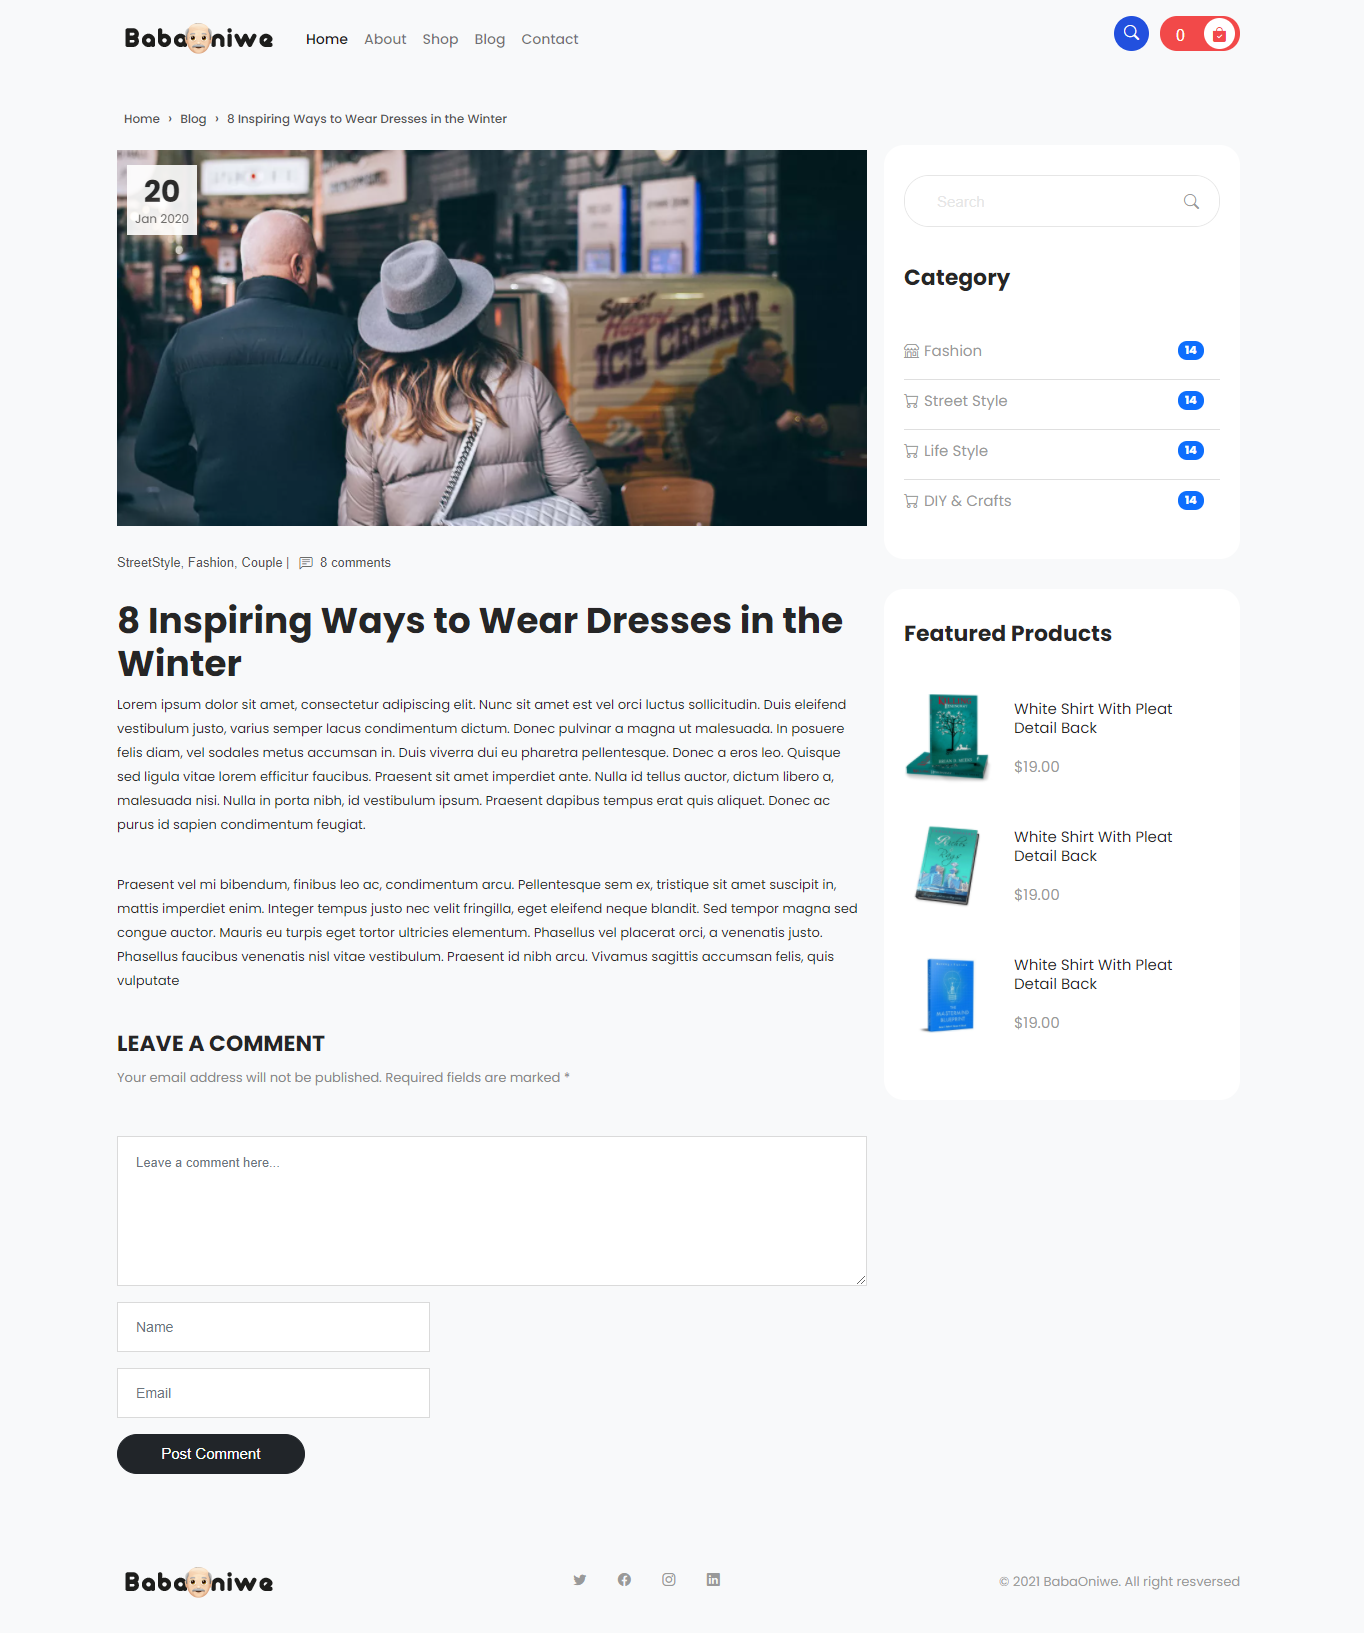 BabaOniwe
Home About Shop Blog Contact
0
Home › Blog › 8 Inspiring Ways to Wear Dresses in the Winter
20
Jan 2020
Super
Happy
ICE CREAM
StreetStyle, Fashion, Couple | 8 comments
8 Inspiring Ways to Wear Dresses in the
Winter
Lorem ipsum dolor sit amet, consectetur adipiscing elit. Nunc sit amet est vel orci luctus sollicitudin. Duis eleifend
vestibulum justo, varius semper lacus condimentum dictum. Donec pulvinar a magna ut malesuada. In posuere
felis diam, vel sodales metus accumsan in. Duis viverra dui eu pharetra pellentesque. Donec a eros leo. Quisque
sed ligula vitae lorem efficitur faucibus. Praesent sit amet imperdiet ante. Nulla id tellus auctor, dictum libero a,
malesuada nisi. Nulla in porta nibh, id vestibulum ipsum. Praesent dapibus tempus erat quis aliquet. Donec ac
purus id sapien condimentum feugiat.
Praesent vel mi bibendum, finibus leo ac, condimentum arcu. Pellentesque sem ex, tristique sit amet suscipit in,
mattis imperdiet enim. Integer tempus justo nec velit fringilla, eget eleifend neque blandit. Sed tempor magna sed
congue auctor. Mauris eu turpis eget tortor ultricies elementum. Phasellus vel placerat orci, a venenatis justo.
Phasellus faucibus venenatis nisl vitae vestibulum. Praesent id nibh arcu. Vivamus sagittis accumsan felis, quis
vulputate
LEAVE A COMMENT
Your email address will not be published. Required fields are marked *
Leave a comment here...
Name
Email
Post Comment
Search
Category
Fashion 14
Street Style 14
Life Style 14
DIY & Crafts 14
Featured Products
White Shirt With Pleat
Detail Back
$19.00
White Shirt With Pleat
Detail Back
$19.00
White Shirt With Pleat
Detail Back
$19.00
BabaOniwe
© 2021 BabaOniwe. All right resversed